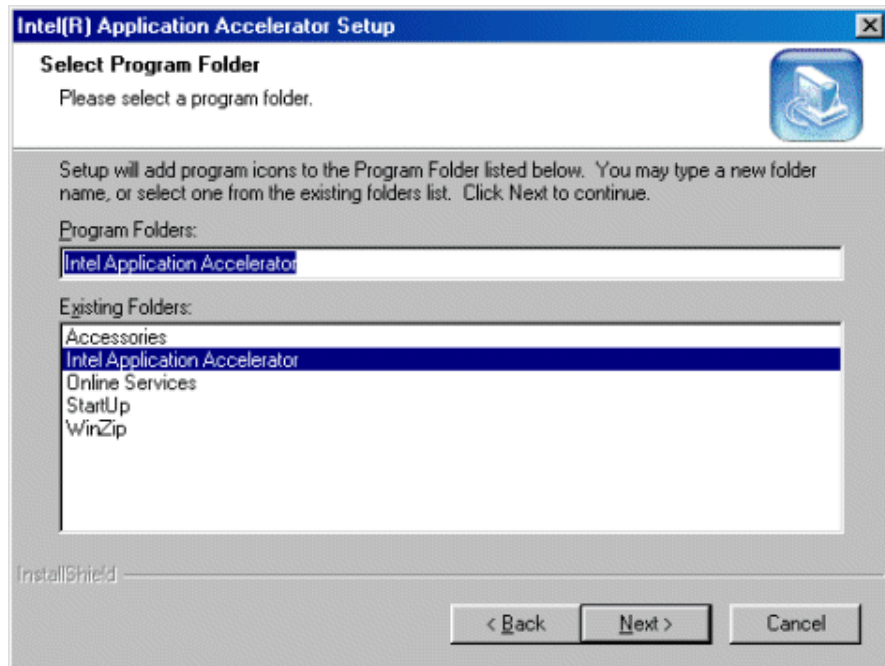 Intel(R) Application Accelerator Setup
Select Program Folder
Please select a program folder.
Setup will add program icons to the Program Folder listed below. You may type a new folder
name, or select one from the existing folders list. Click Next to continue.
Program Folders:
Intel Application Accelerator
Existing Folders:
Accessories
Intel Application Accelerator
Online Services
StartUp
WinZip
InstallShield
< Back
Next >
Cancel